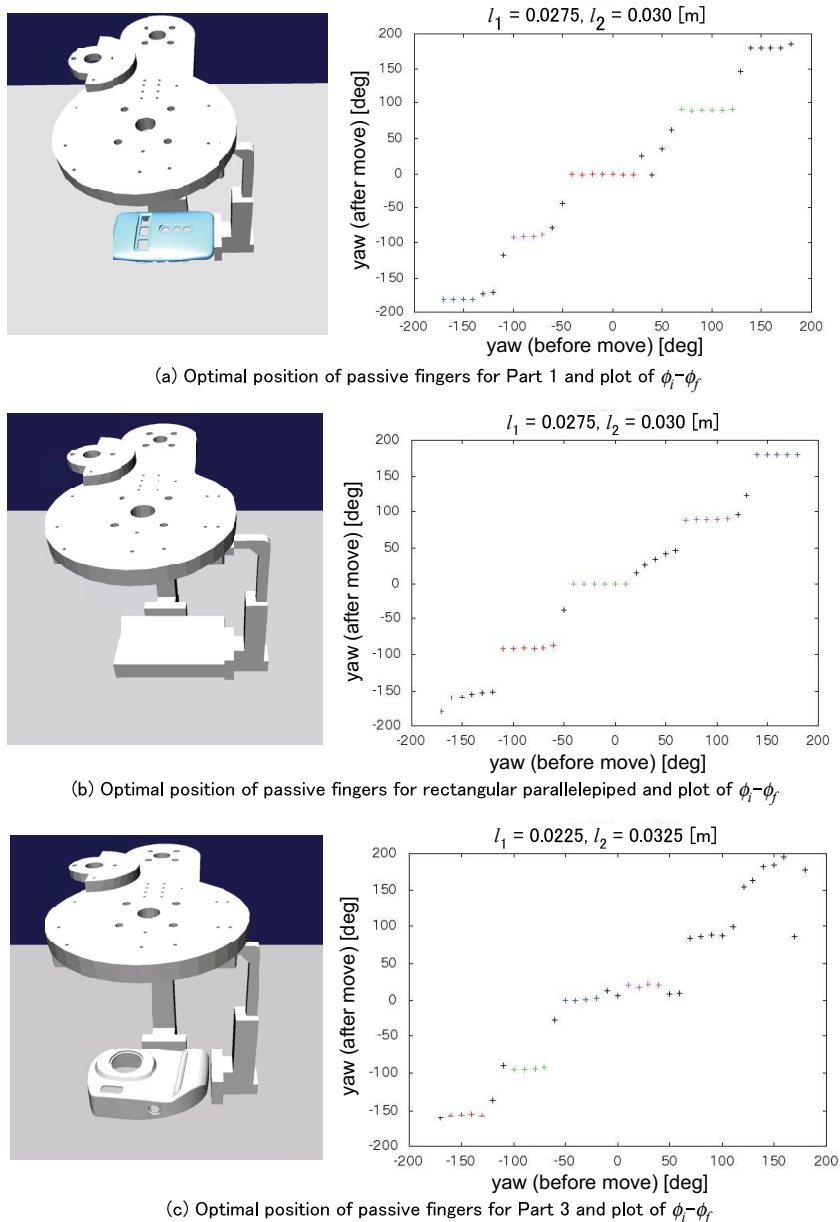 l1 = 0.0275, l2 = 0.030 [m]
yaw (after move) [deg]
200
150
100
50
0
-50
-100
-150
-200
-200 -150 -100 -50 0 50 100 150 200
yaw (before move) [deg]
(a) Optimal position of passive fingers for Part 1 and plot of ϕi-ϕf
l1 = 0.0275, l2 = 0.030 [m]
yaw (after move) [deg]
200
150
100
50
0
-50
-100
-150
-200
-200 -150 -100 -50 0 50 100 150 200
yaw (before move) [deg]
(b) Optimal position of passive fingers for rectangular parallelepiped and plot of ϕi-ϕf
l1 = 0.0225, l2 = 0.0325 [m]
yaw (after move) [deg]
200
150
100
50
0
-50
-100
-150
-200
-200 -150 -100 -50 0 50 100 150 200
yaw (before move) [deg]
(c) Optimal position of passive fingers for Part 3 and plot of ϕi-ϕf